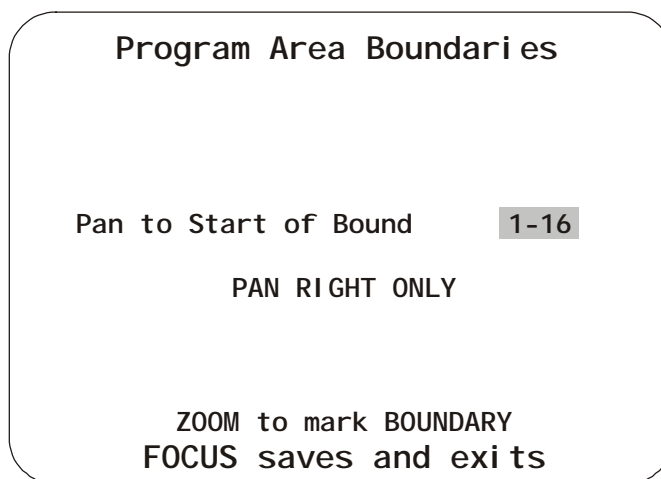 Program Area Boundaries
Pan to Start of Bound 1-16
PAN RIGHT ONLY
ZOOM to mark BOUNDARY
FOCUS saves and exits